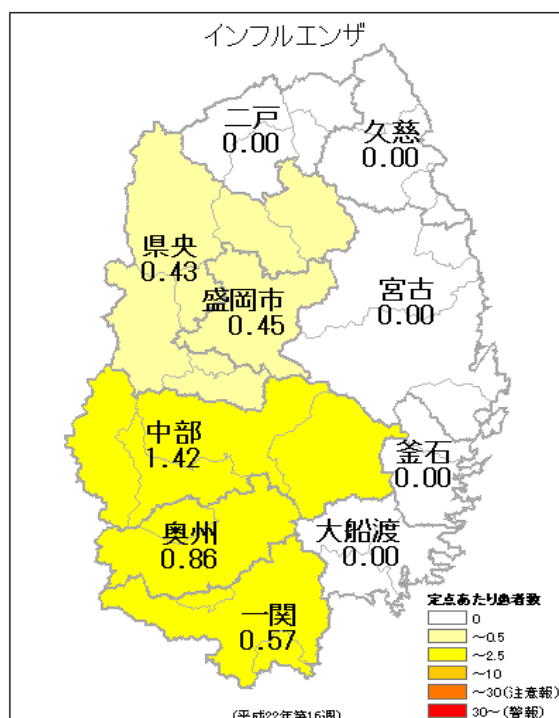 インフルエンザ
二戸
0.00
久慈
0.00
県央
0.43
盛岡市
0.45
宮古
0.00
中部
1.42
釜石
0.00
奥州
0.86
大船渡
0.00
一関
0.57
定点あたり患者数
0
～0.5
～2.5
～10
～30(注意報)
30～(警報)
(平成22年第16週)